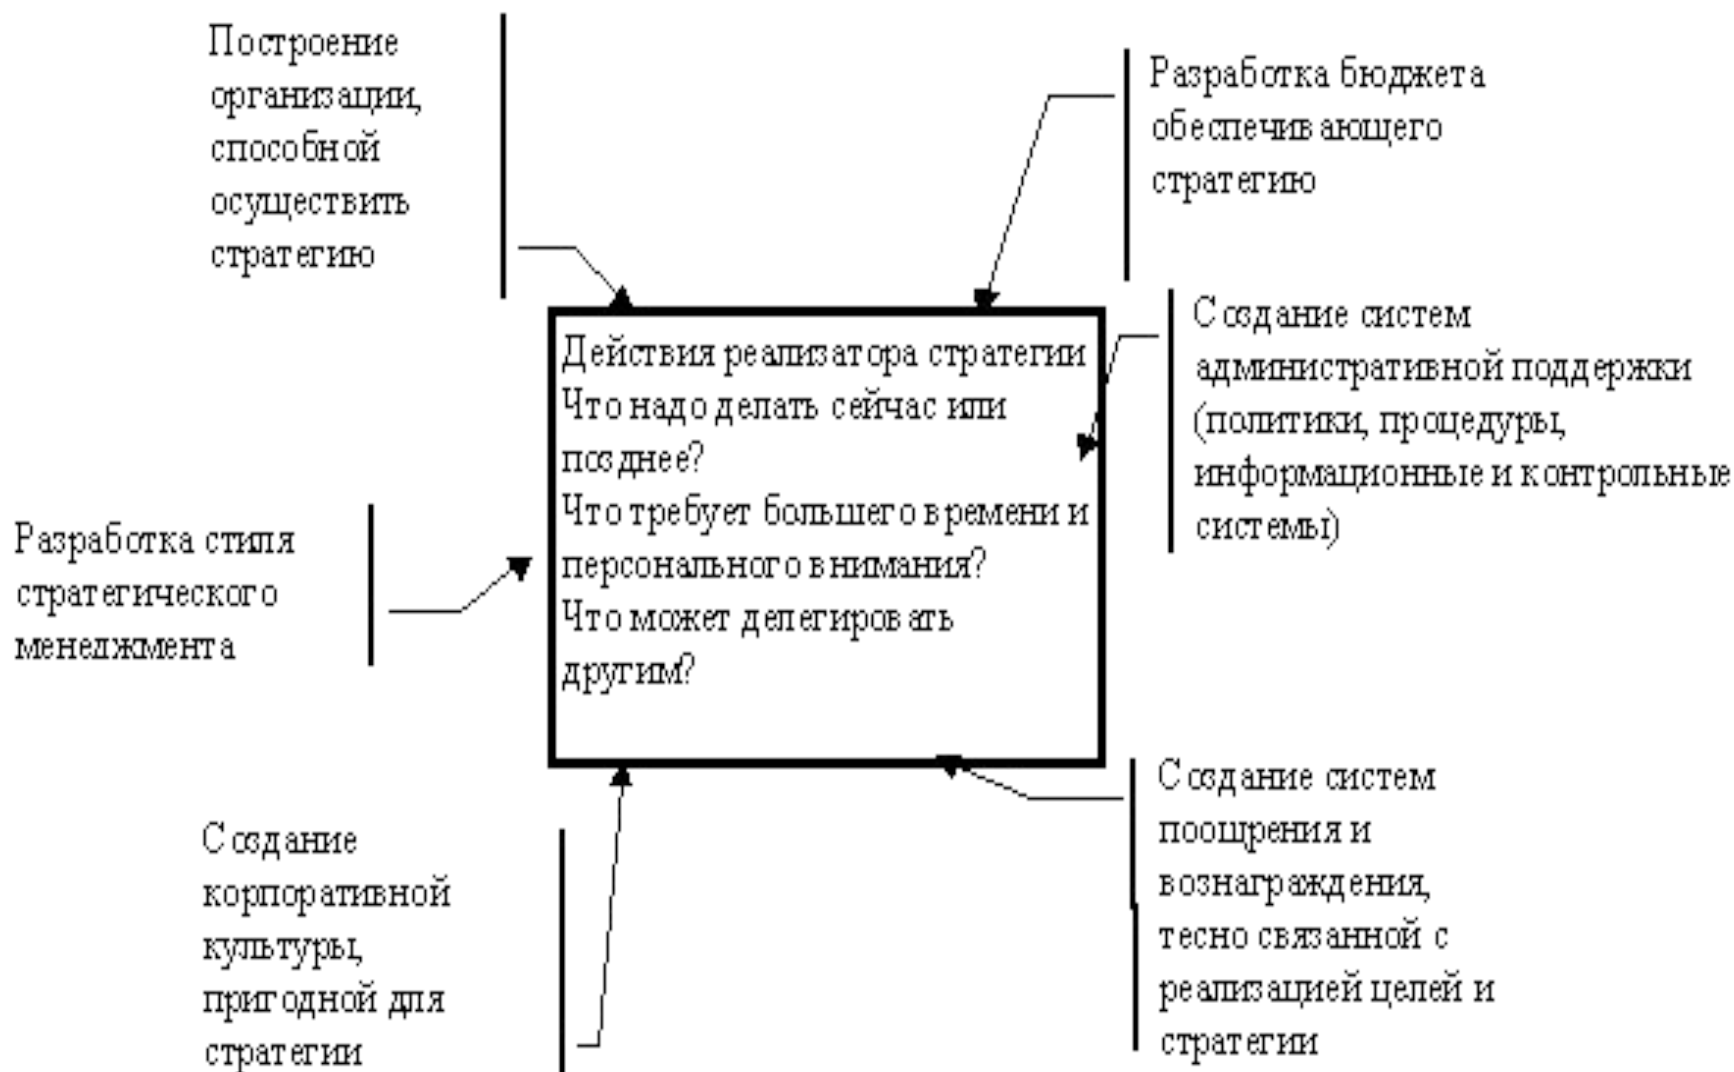 Построение
организации,
способной
осуществить
стратегию
Разработка бюджета
обеспечивающего
стратегию
Создание систем
административной поддержки
(политики, процедуры,
информационные и контрольные
системы)
Действия реализатора стратегии
Что надо делать сейчас или
позднее?
Что требует большего времени и
персонального внимания?
Что может делегировать
другим?
Разработка стиля
стратегического
менеджмента
Создание
корпоративной
культуры,
пригодной для
стратегии
Создание систем
поощрения и
вознаграждения,
тесно связанной с
реализацией целей и
стратегии